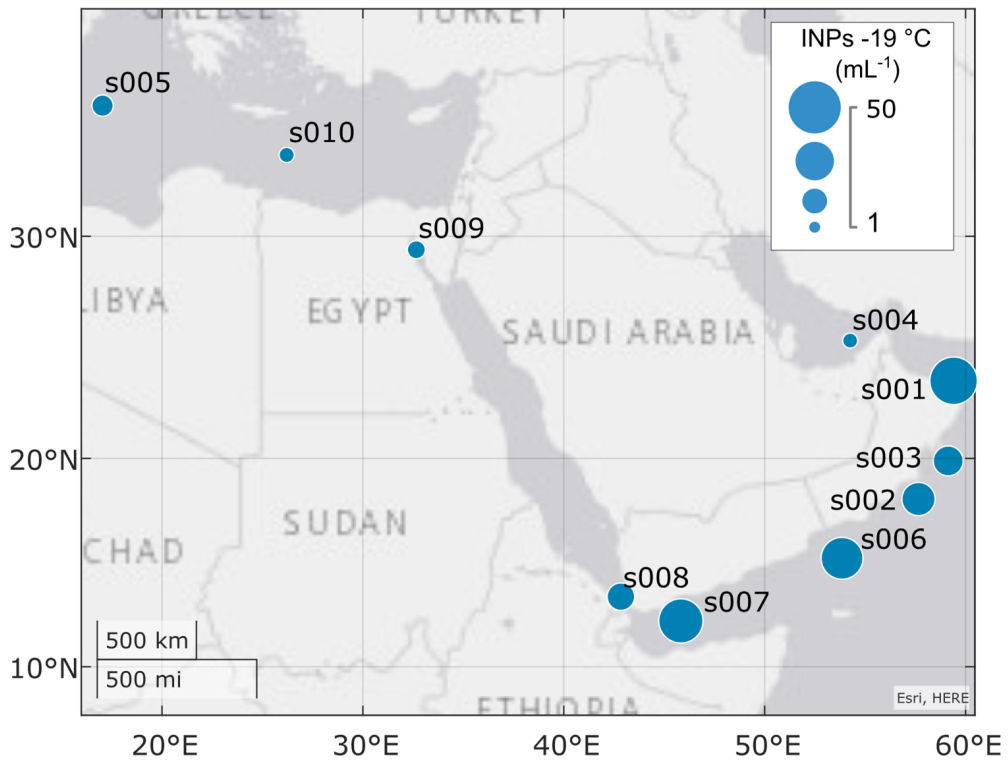 GREECE
TURKEY
INPs -19 °C
(mL-1)
50
1
s005
s010
s009
30°N
LIBYA
EGYPT
SAUDI ARABIA
s004
s001
20°N
s003
s002
SUDAN
CHAD
s006
s008
s007
500 km
10°N
500 mi
ETHIOPIA
Esri, HERE
20°E
30°E
40°E
50°E
60°E